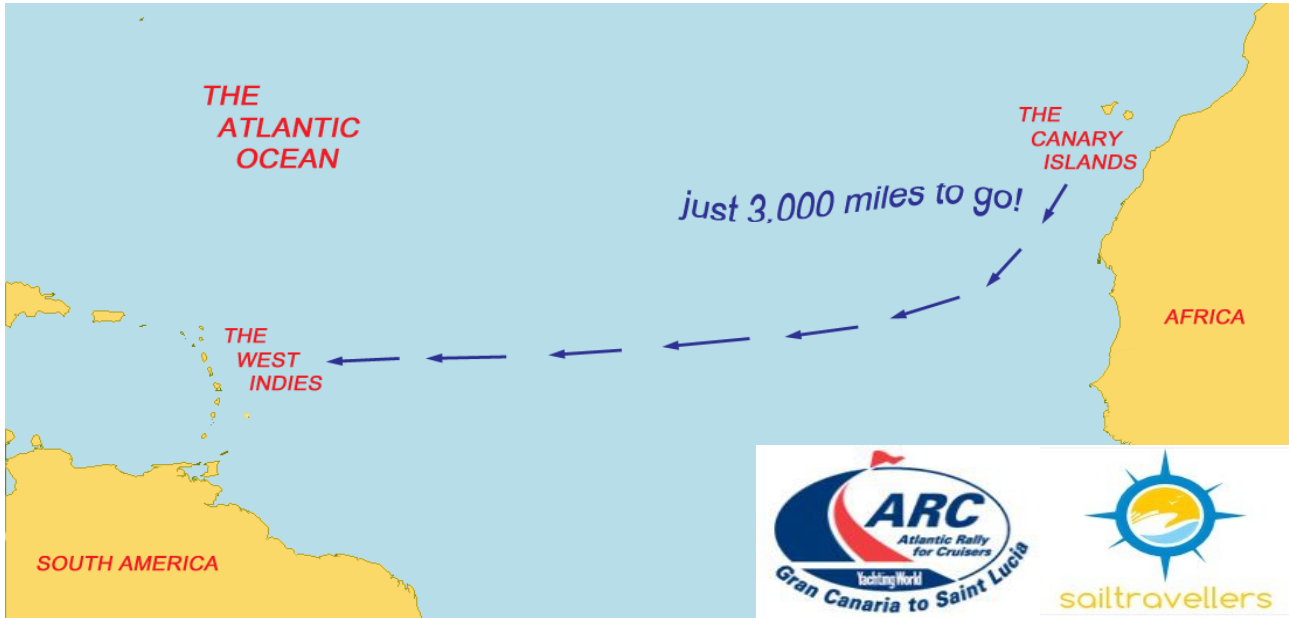 THE
ATLANTIC
OCEAN
THE
CANARY
ISLANDS
just 3,000 miles to go!
AFRICA
THE
WEST
INDIES
SOUTH AMERICA
ARC
Atlantic Rally
for Cruisers
Yachting World
Gran Canaria to Saint Lucia
sailtravellers